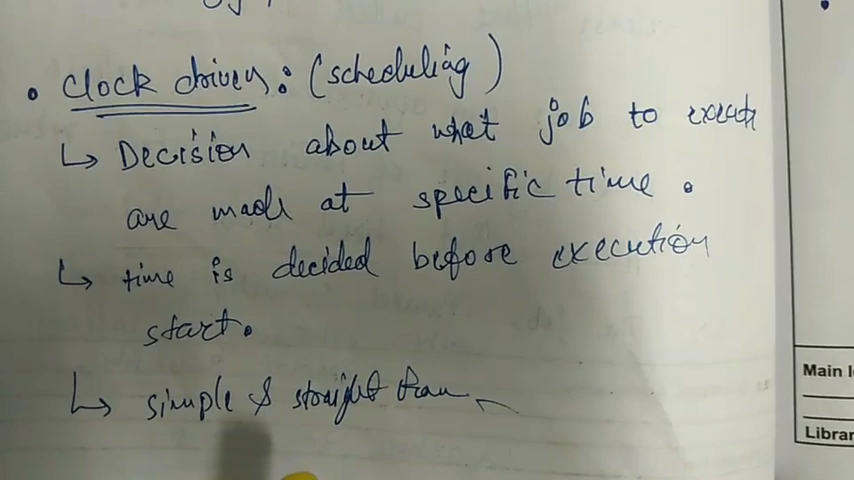 • Clock driven : (scheduling)
↳ Decision about what job to execute
are made at specific time .
↳ time is decided before execution
start.
↳ simple & straight than
Main
Librar